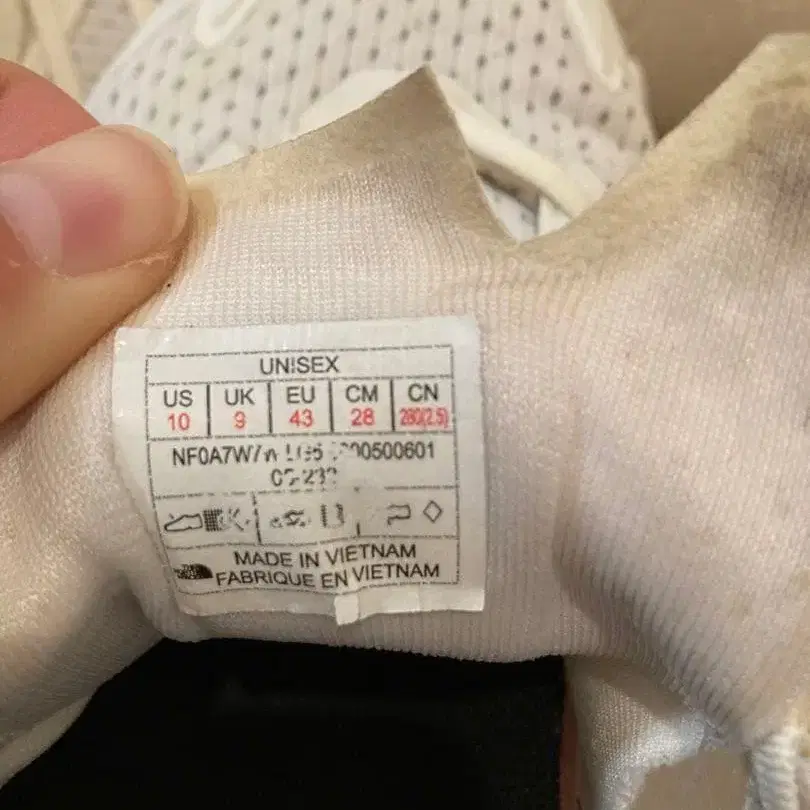 UNISEX
US UK EU CM CN
10 9 43 28 280(2.5)
00500601
MADE IN VIETNAM
FABRIQUE EN VIETNAM